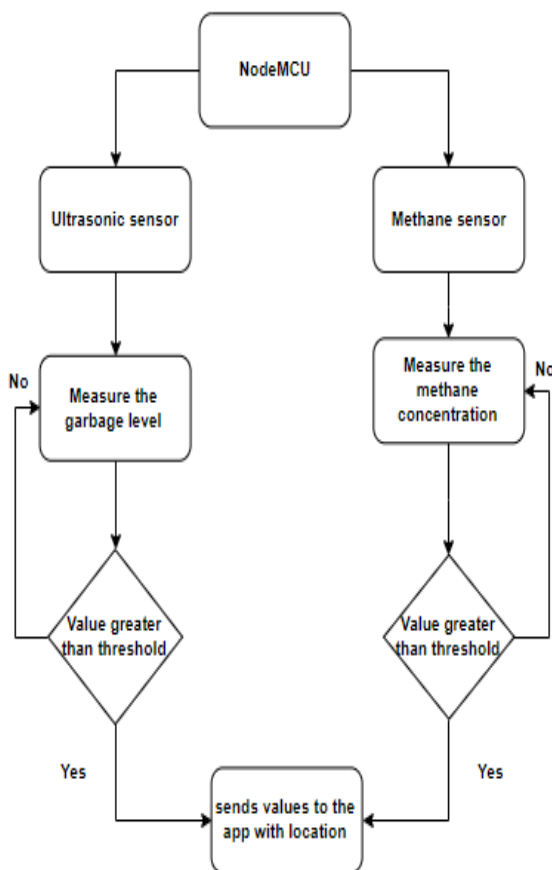 NodeMCU
Ultrasonic sensor
Methane sensor
No
Measure the
garbage level
Measure the
methane
concentration
No
Value greater
than threshold
Value greater
than threshold
Yes
sends values to the
app with location
Yes